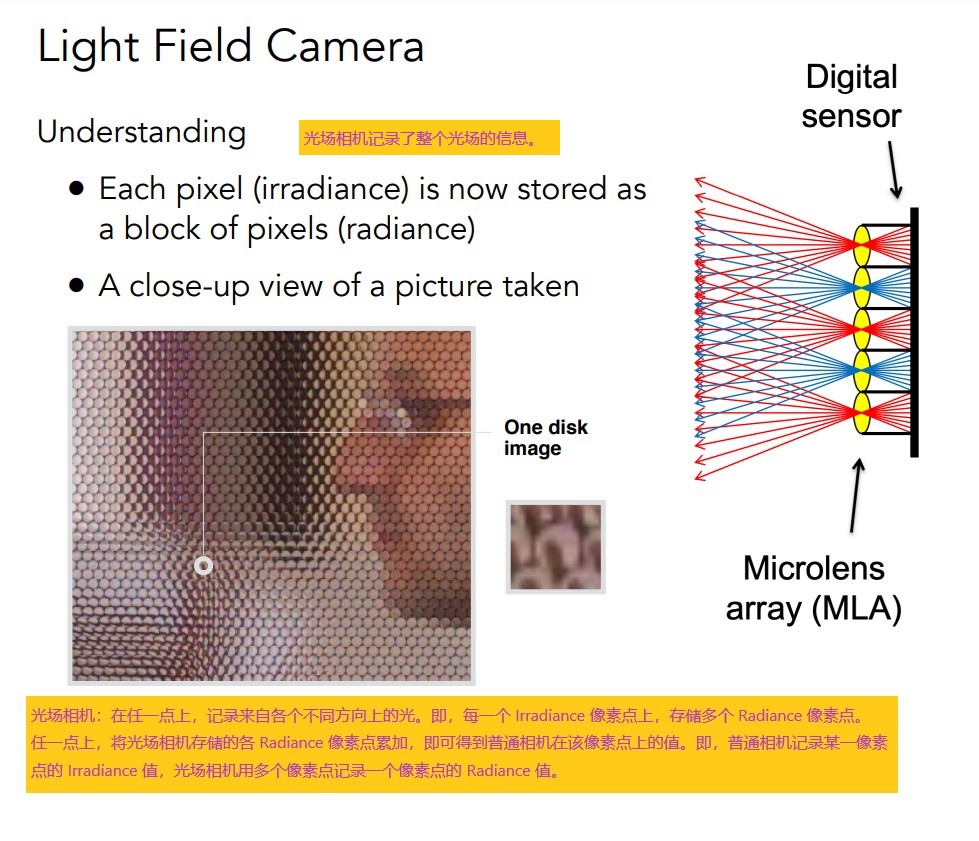 Light Field Camera
Digital
sensor
Understanding
光场相机记录了整个光场的信息。
● Each pixel (irradiance) is now stored as
a block of pixels (radiance)
● A close-up view of a picture taken
One disk
image
Microlens
array (MLA)
光场相机：在任一点上，记录来自各个不同方向上的光。即，每一个 Irradiance 像素点上，存储多个 Radiance 像素点。
任一点上，将光场相机存储的各 Radiance 像素点累加，即可得到普通相机在该像素点上的值。即，普通相机记录某一像素
点的 Irradiance 值，光场相机用多个像素点记录一个像素点的 Radiance 值。